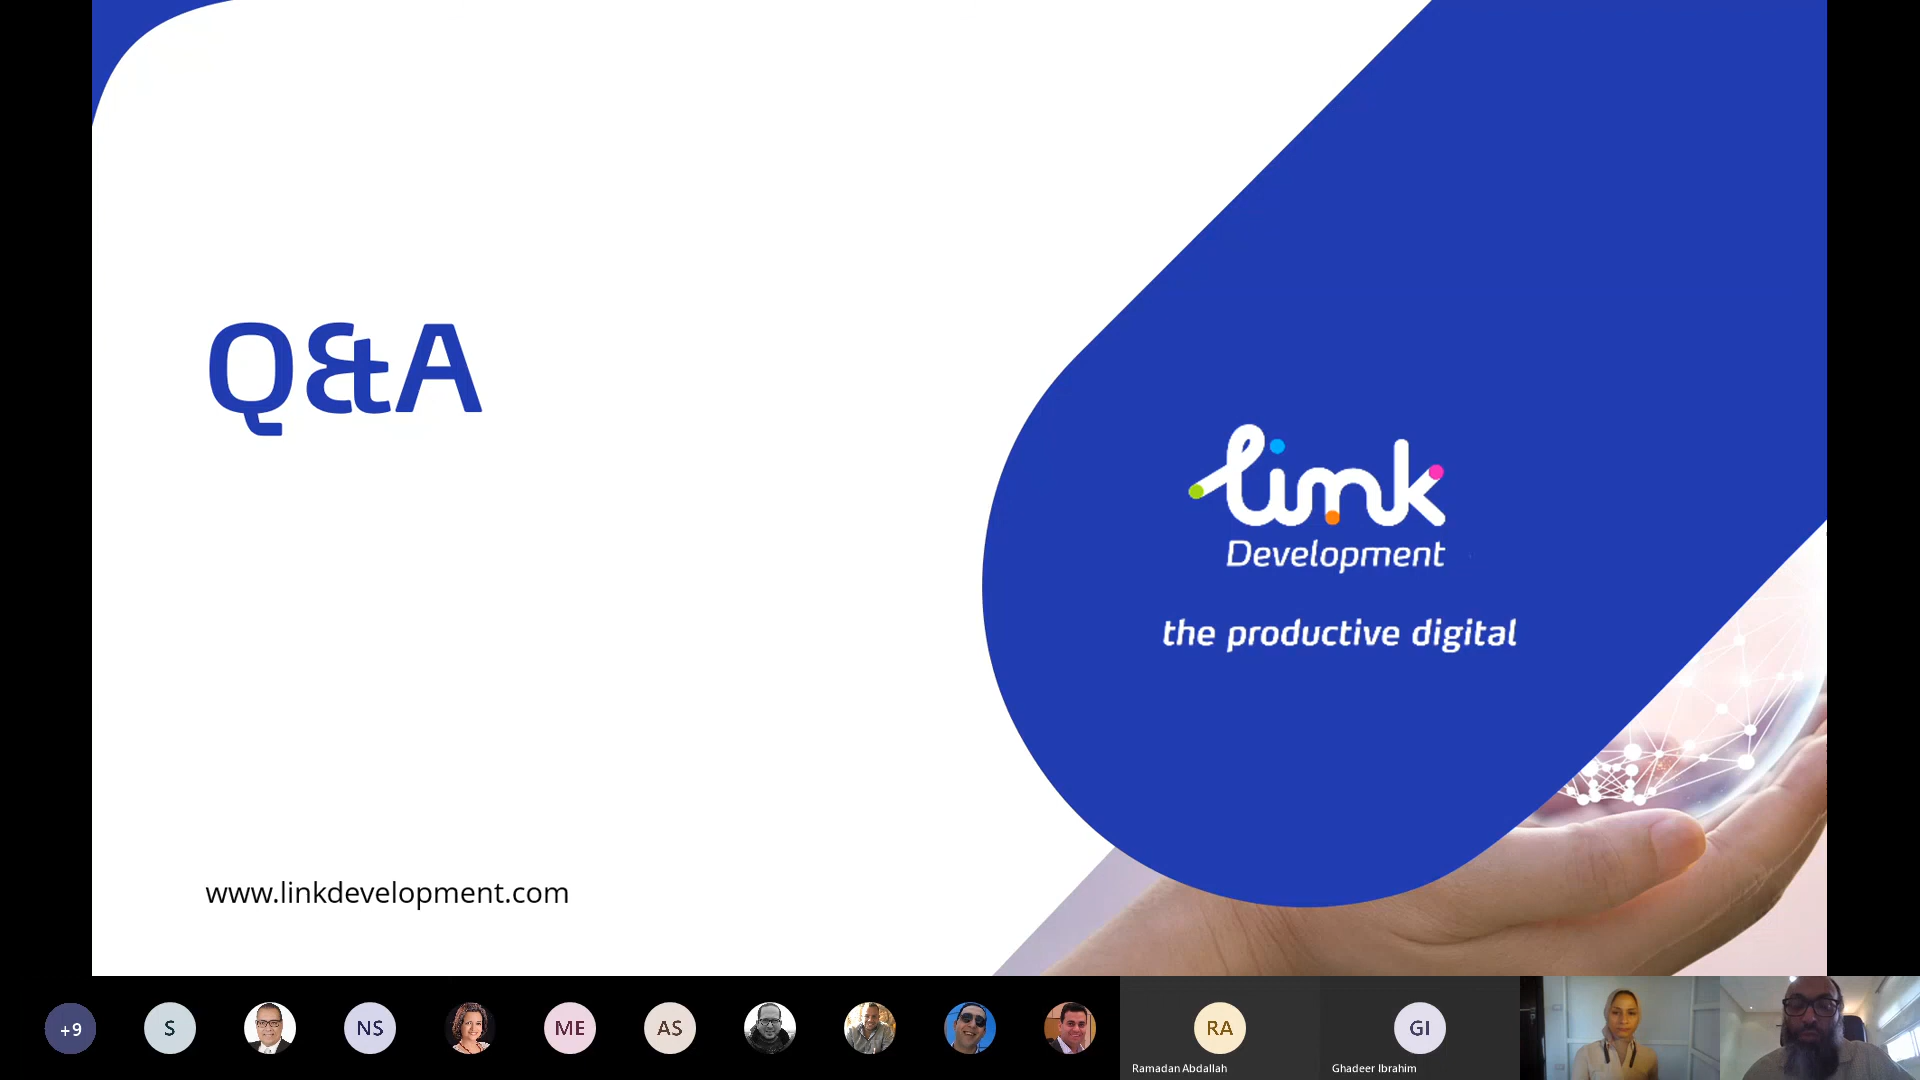 Q&A
link
Development
the productive digital
www.linkdevelopment.com
+9
S
NS
ME
AS
RA
GI
Ramadan Abdallah
Ghadeer Ibrahim